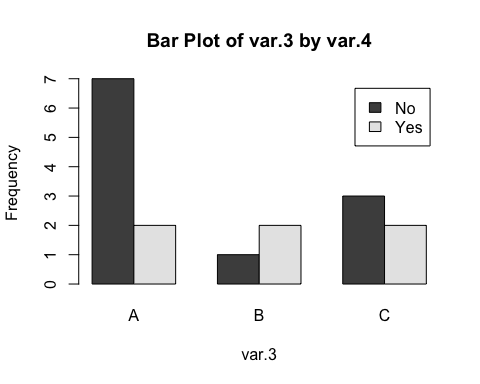 Bar Plot of var.3 by var.4
7
6
5
4
3
2
1
0
Frequency
No
Yes
A B C
var.3